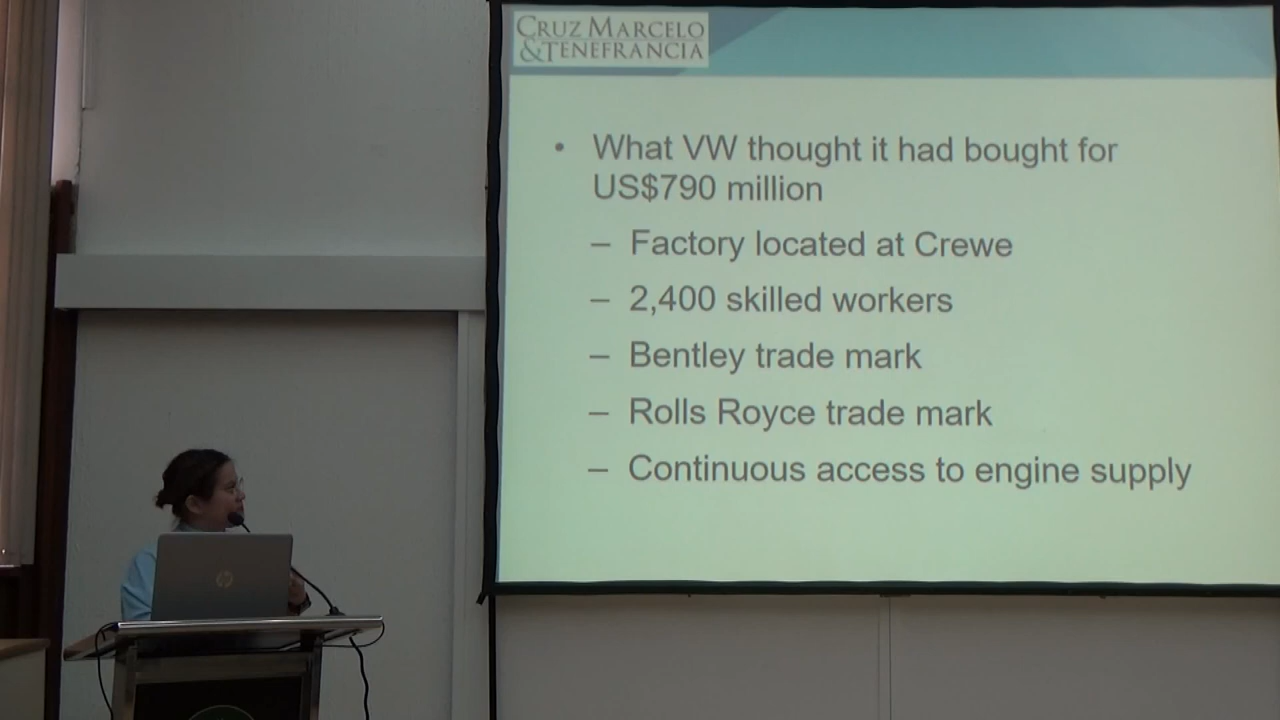 CRUZ MARCELO
& TENEFRANCIA
• What VW thought it had bought for
US$790 million
– Factory located at Crewe
– 2,400 skilled workers
– Bentley trade mark
– Rolls Royce trade mark
– Continuous access to engine supply
hp